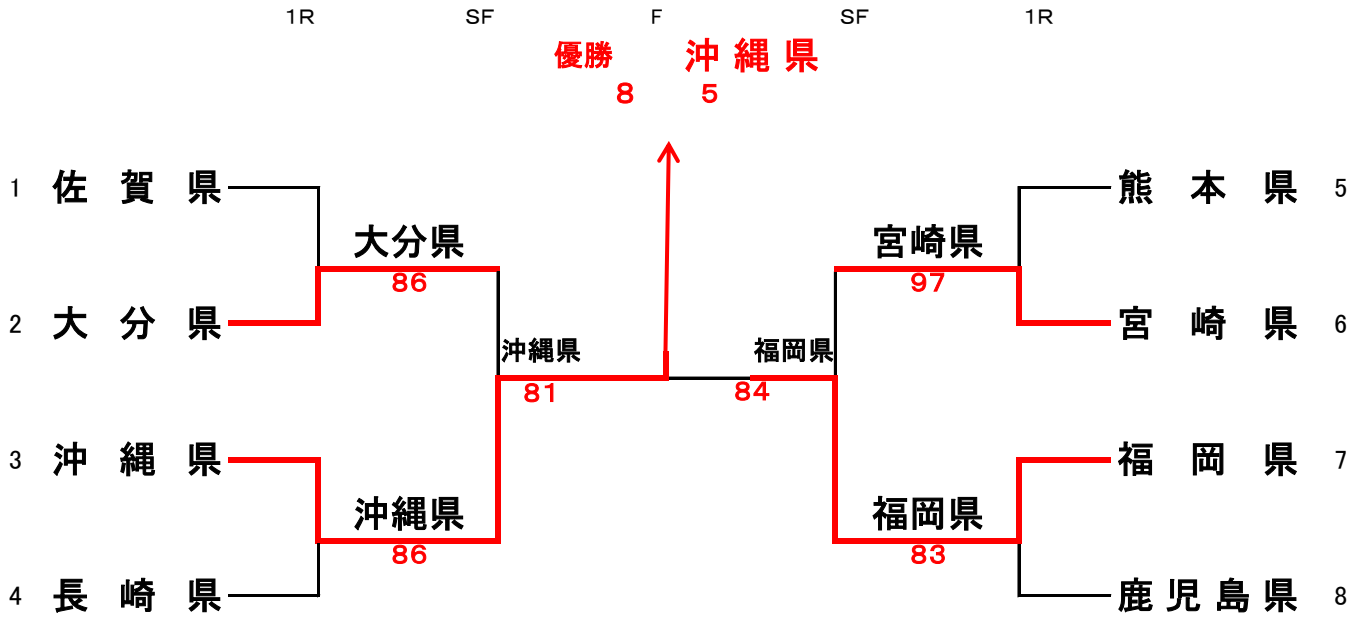 1R SF F SF 1R
優勝 沖縄県
8 5
1 佐賀県 熊本県 5
大分県 宮崎県
86 97
2 大分県 宮崎県 6
沖縄県 福岡県
81 84
3 沖縄県 福岡県 7
沖縄県 福岡県
86 83
4 長崎県 鹿児島県 8